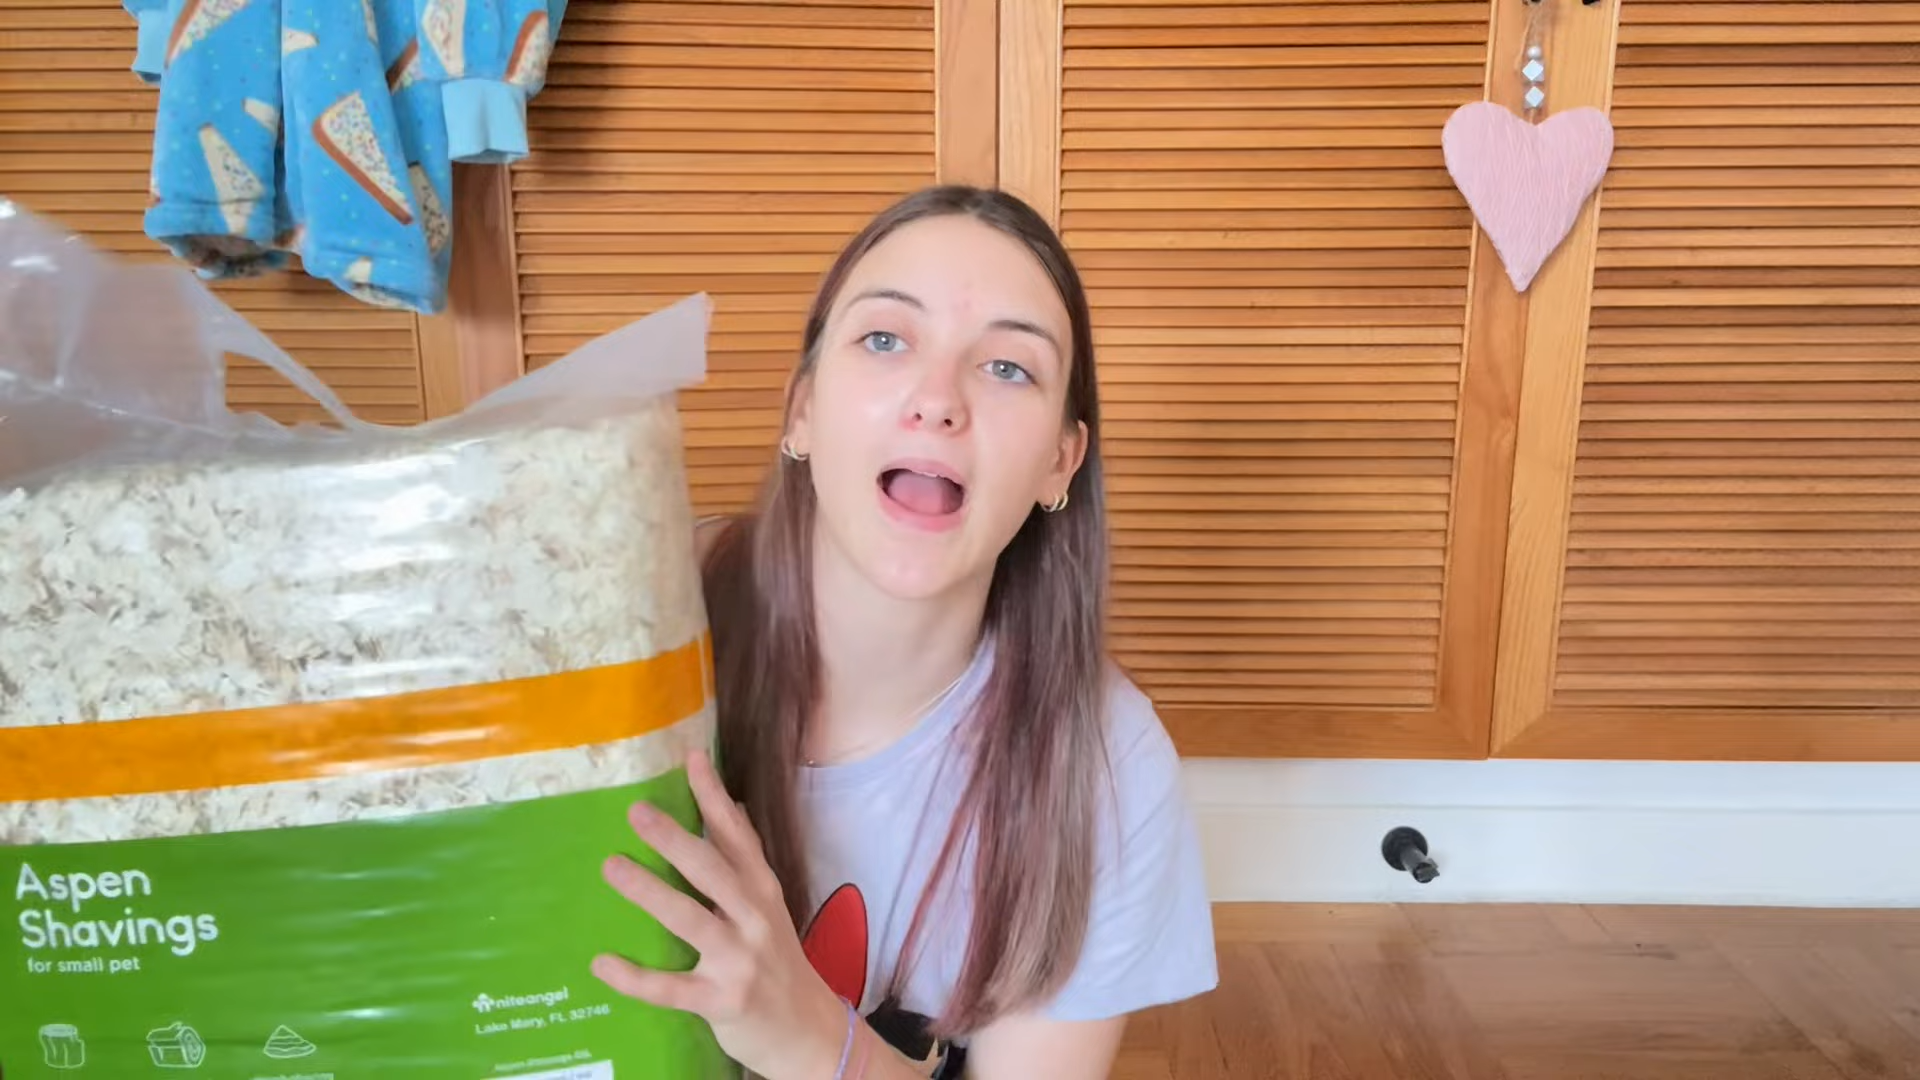 Aspen
Shavings
for small pet
niteangel
Lake Mary, FL 32746